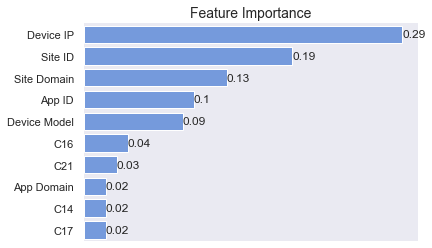 Feature Importance
Device IP 0.29
Site ID 0.19
Site Domain 0.13
App ID 0.1
Device Model 0.09
C16 0.04
C21 0.03
App Domain 0.02
C14 0.02
C17 0.02